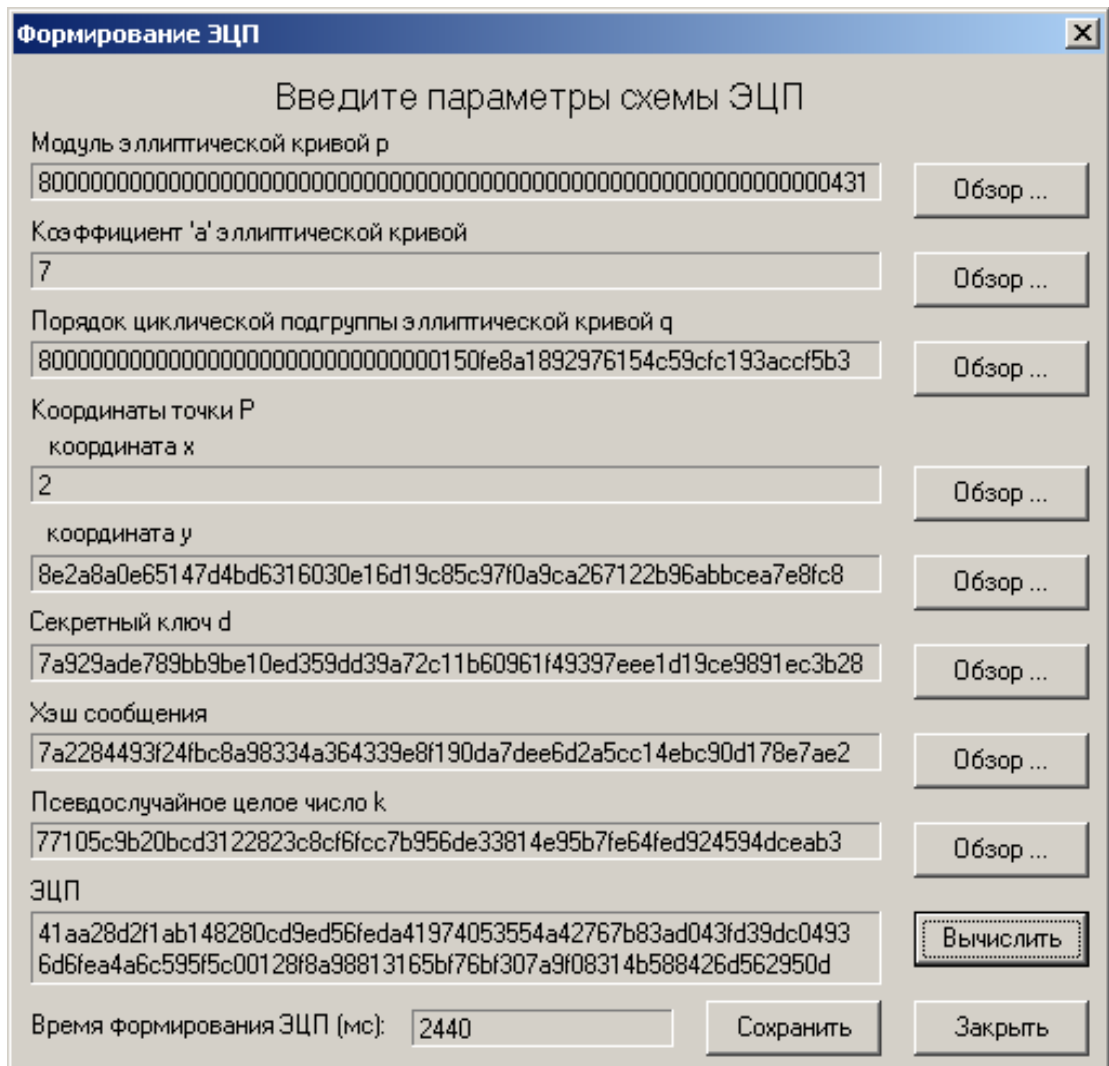 Формирование ЭЦП
Введите параметры схемы ЭЦП
Модуль эллиптической кривой p
8000000000000000000000000000000000000000000000000000000000000431
Обзор ...
Коэффициент 'a' эллиптической кривой
7
Обзор ...
Порядок циклической подгруппы эллиптической кривой q
8000000000000000000000000000000150fe8a1892976154c59cfc193accf5b3
Обзор ...
Координаты точки P
координата x
2
Обзор ...
координата y
8e2a8a0e65147d4bd6316030e16d19c85c97f0a9ca267122b96abbcea7e8fc8
Обзор ...
Секретный ключ d
7a929ade789bb9be10ed359dd39a72c11b60961f49397eee1d19ce9891ec3b28
Обзор ...
Хэш сообщения
7a2284493f24fbc8a98334a364339e8f190da7dee6d2a5cc14ebc90d178e7ae2
Обзор ...
Псевдослучайное целое число k
77105c9b20bcd3122823c8cf6fcc7b956de33814e95b7fe64fed924594dceab3
Обзор ...
ЭЦП
41aa28d2f1ab148280cd9ed56feda41974053554a42767b83ad043fd39dc0493
6d6fea4a6c595f5c00128f8a98813165bf76bf307a9f08314b588426d562950d
Вычислить
Время формирования ЭЦП (мс):
2440
Сохранить
Закрыть